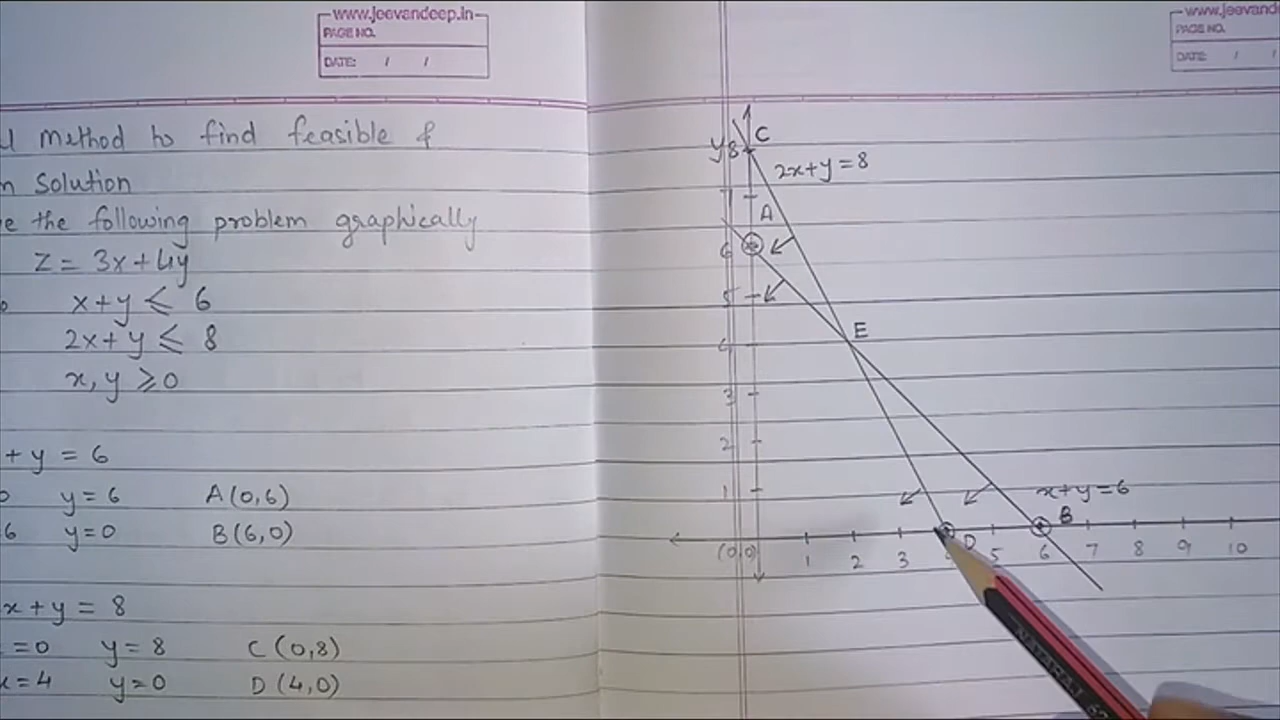 www.jeevandeep.in
PAGE NO.
DATE: / /
method to find feasible &
Solution
the following problem graphically
Z = 3x+4y
x+y ≤ 6
2x+y ≤ 8
x, y ≥ 0
+ y = 6
y = 6 A(0,6)
6 y = 0 B(6,0)
x + y = 8
= 0 y = 8 C(0,8)
x = 4 y = 0 D(4,0)
www.jeevand
PAGE NO.
DATE: / /
C
y 8
2x+y = 8
7
A
6
5
E
4
3
2
1
x+y = 6
B
(0,0) 1 2 3 4 D 5 6 7 8 9 10
NATARAJ 62